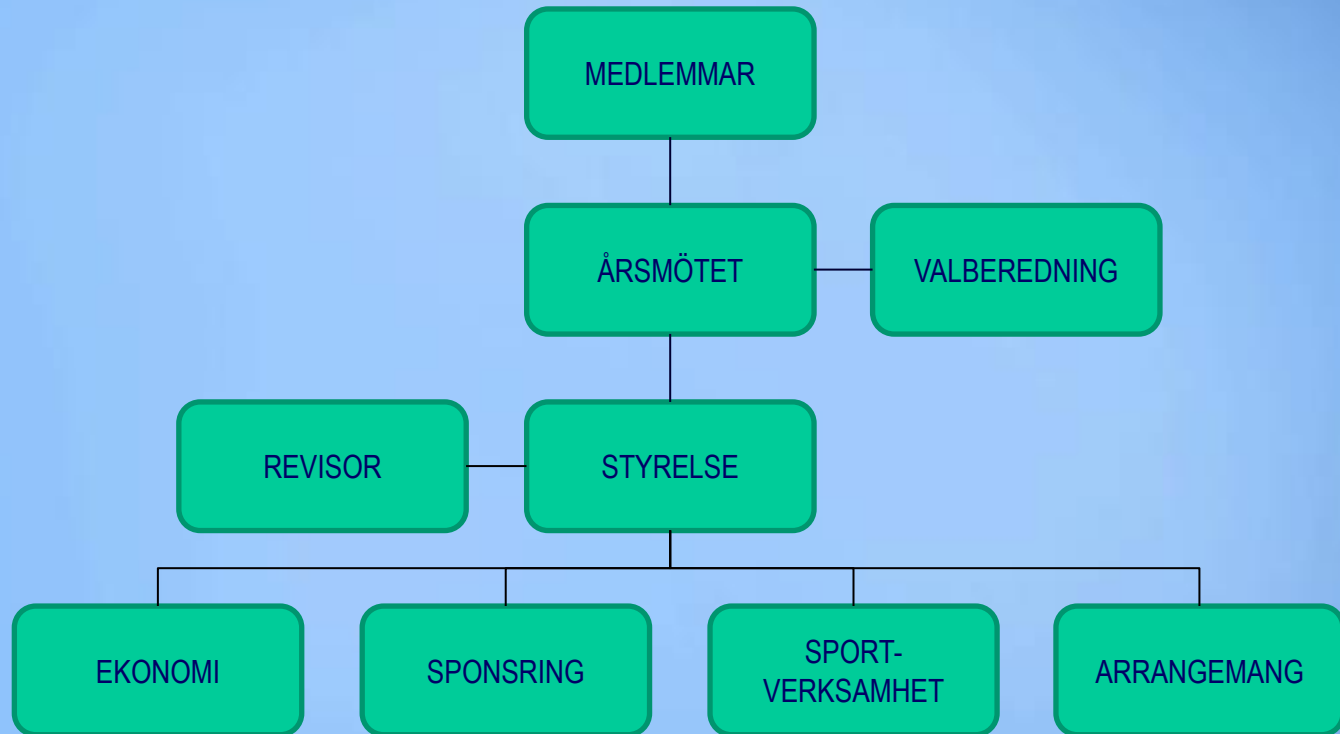 MEDLEMMAR
ÅRSMÖTET
VALBEREDNING
REVISOR
STYRELSE
EKONOMI
SPONSRING
SPORT-
VERKSAMHET
ARRANGEMANG